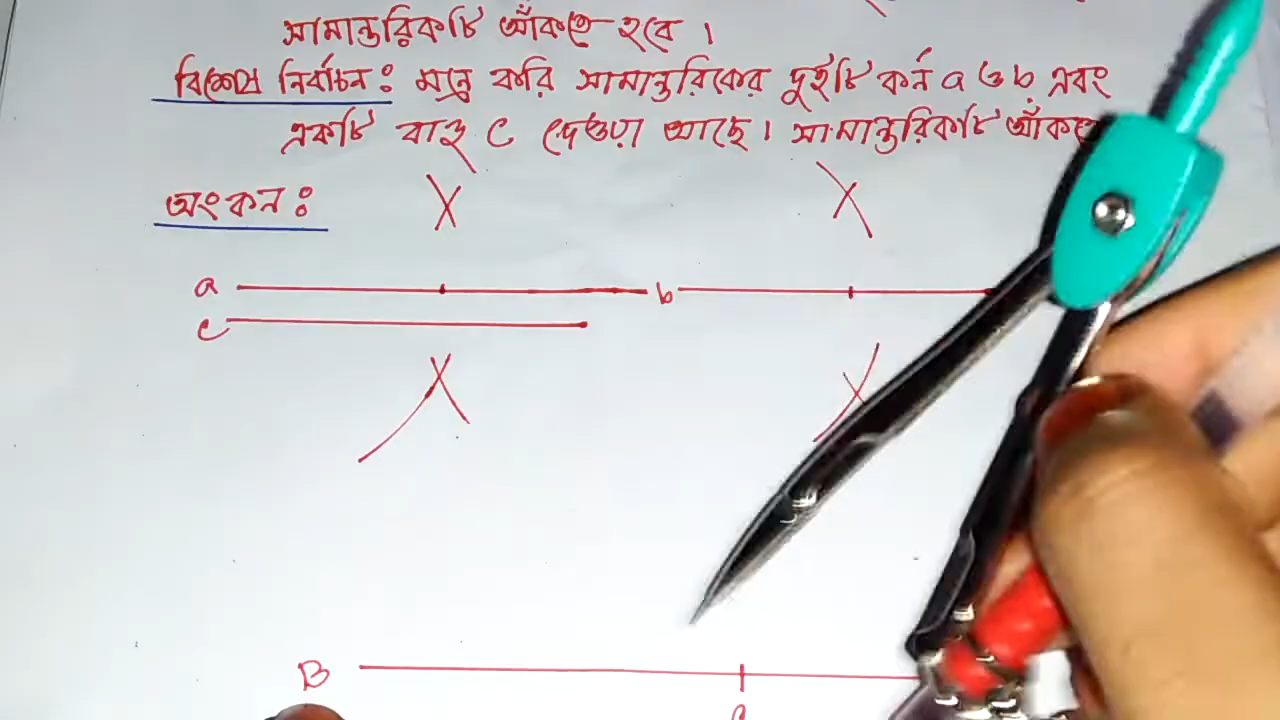 সামান্তরিকটি আঁকতে হবে।
বিশেষ নির্বাচন: মনে করি সামান্তরিকের দুইটি কর্ন a ও b এবং
একটি বাহু c দেওয়া আছে। সামান্তরিকটি আঁকতে
অংকন:
a b
c
B